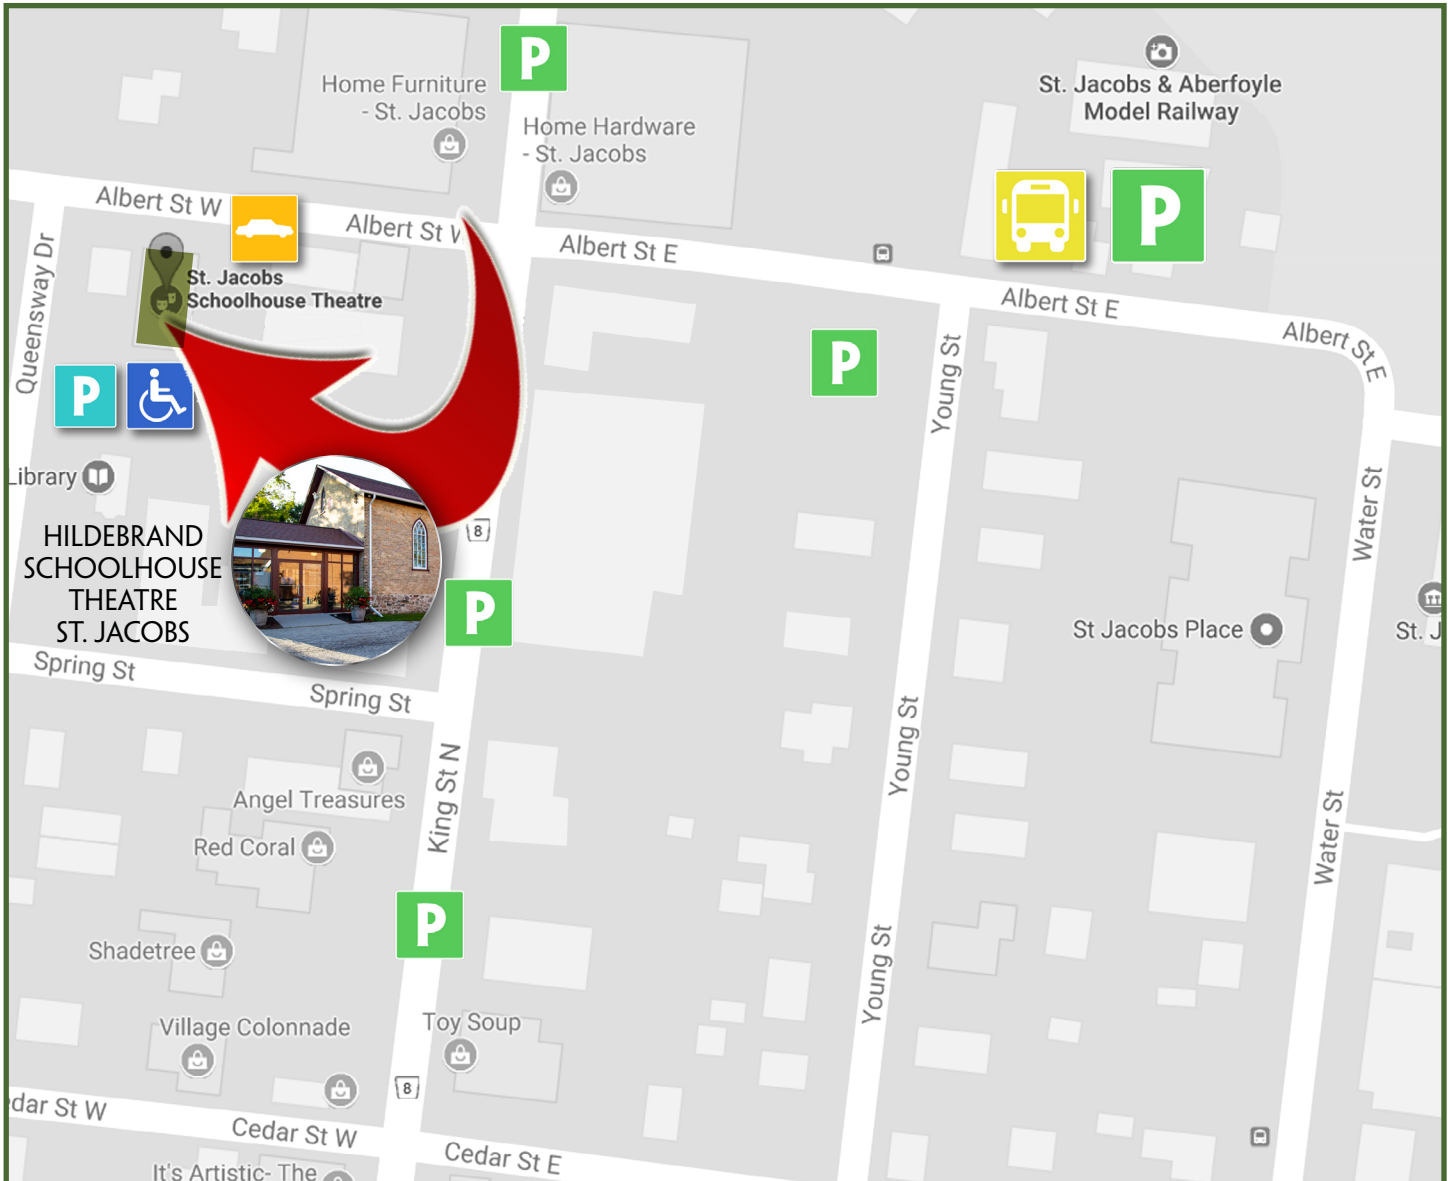 P
Home Furniture
- St. Jacobs
Home Hardware
- St. Jacobs
St. Jacobs & Aberfoyle
Model Railway
P
Albert St W
Albert St W
Albert St E
Albert St E
Albert St E
Queensway Dr
St. Jacobs
Schoolhouse Theatre
P
P
Young St
Library
HILDEBRAND
SCHOOLHOUSE
THEATRE
ST. JACOBS
8
P
Water St
St Jacobs Place
St. J
Spring St
Spring St
King St N
Young St
Angel Treasures
Red Coral
Water St
P
Shadetree
Young St
Village Colonnade
Toy Soup
8
dar St W
Cedar St W
Cedar St E
It's Artistic- The